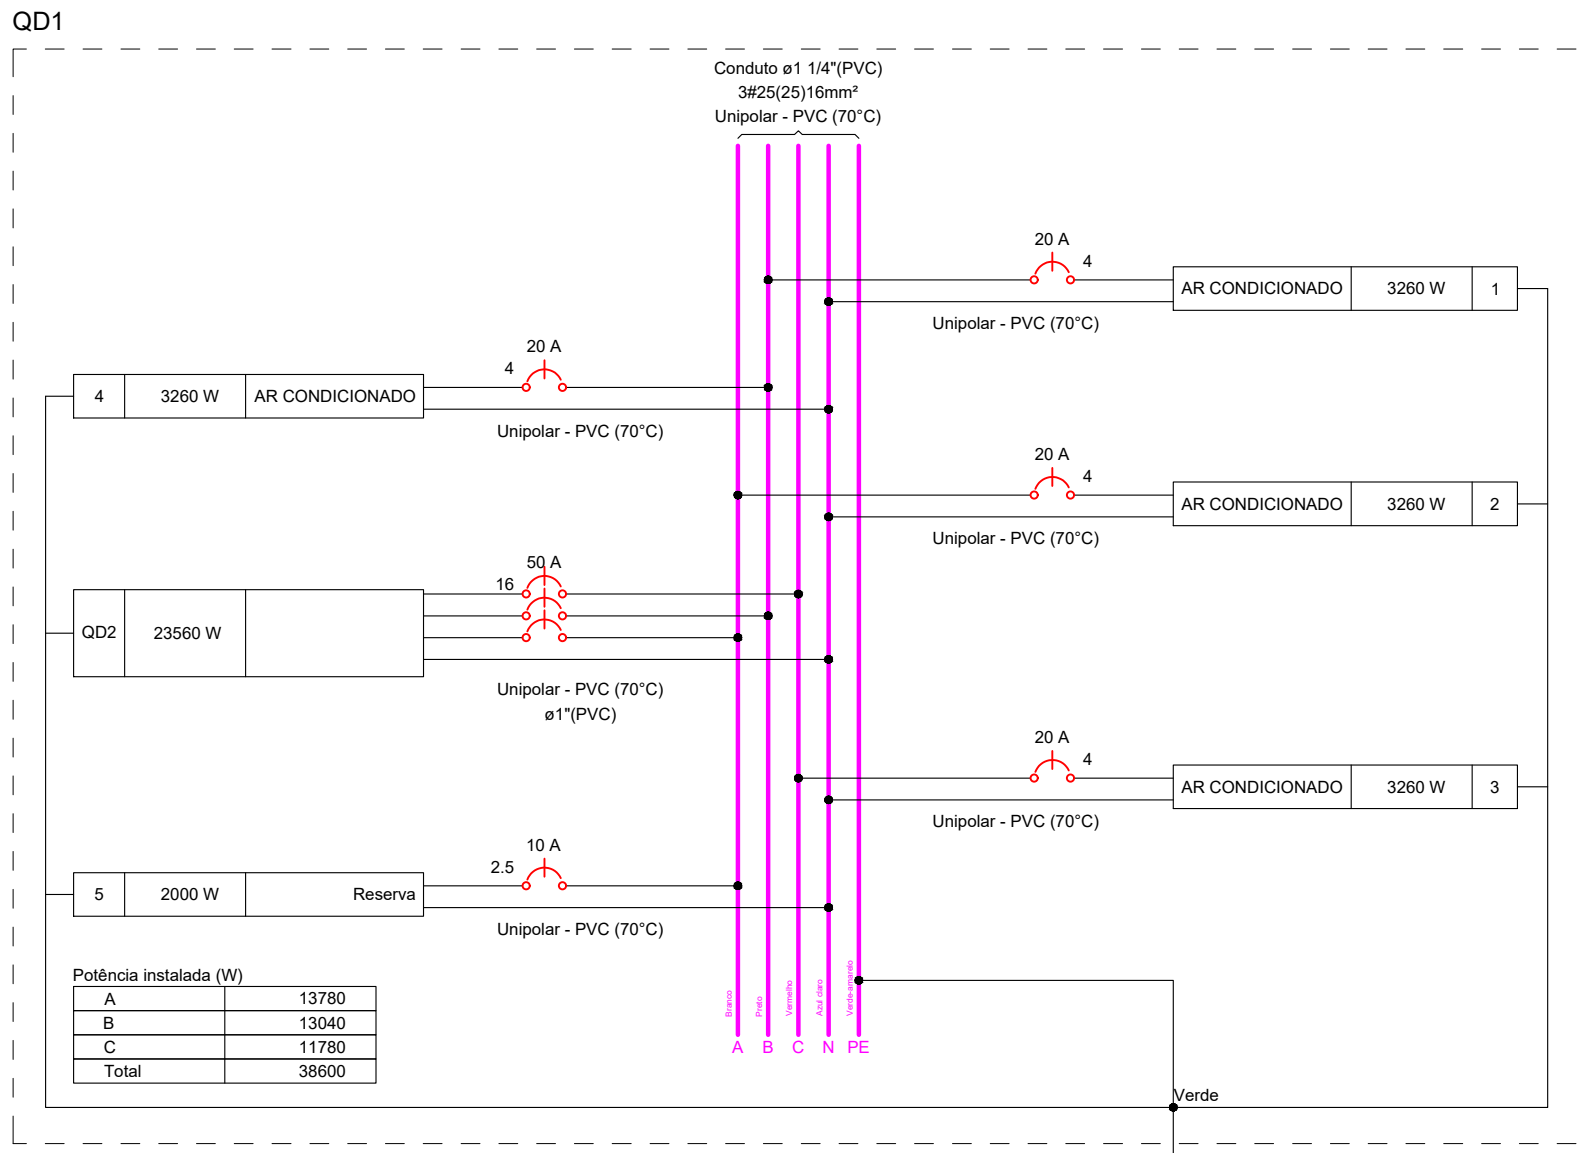 QD1
Conduto ø1 1/4"(PVC)
3#25(25)16mm²
Unipolar - PVC (70°C)
20 A
4
AR CONDICIONADO 3260 W 1
Unipolar - PVC (70°C)
20 A
4
4 3260 W AR CONDICIONADO
Unipolar - PVC (70°C)
20 A
4
AR CONDICIONADO 3260 W 2
Unipolar - PVC (70°C)
50 A
16
QD2 23560 W
Unipolar - PVC (70°C)
ø1"(PVC)
20 A
4
AR CONDICIONADO 3260 W 3
Unipolar - PVC (70°C)
10 A
2.5
5 2000 W Reserva
Unipolar - PVC (70°C)
Potência instalada (W)
A 13780
B 13040
C 11780
Total 38600
Branco
Preto
Vermelho
Azul claro
Verde-amarelo
A B C N PE
Verde